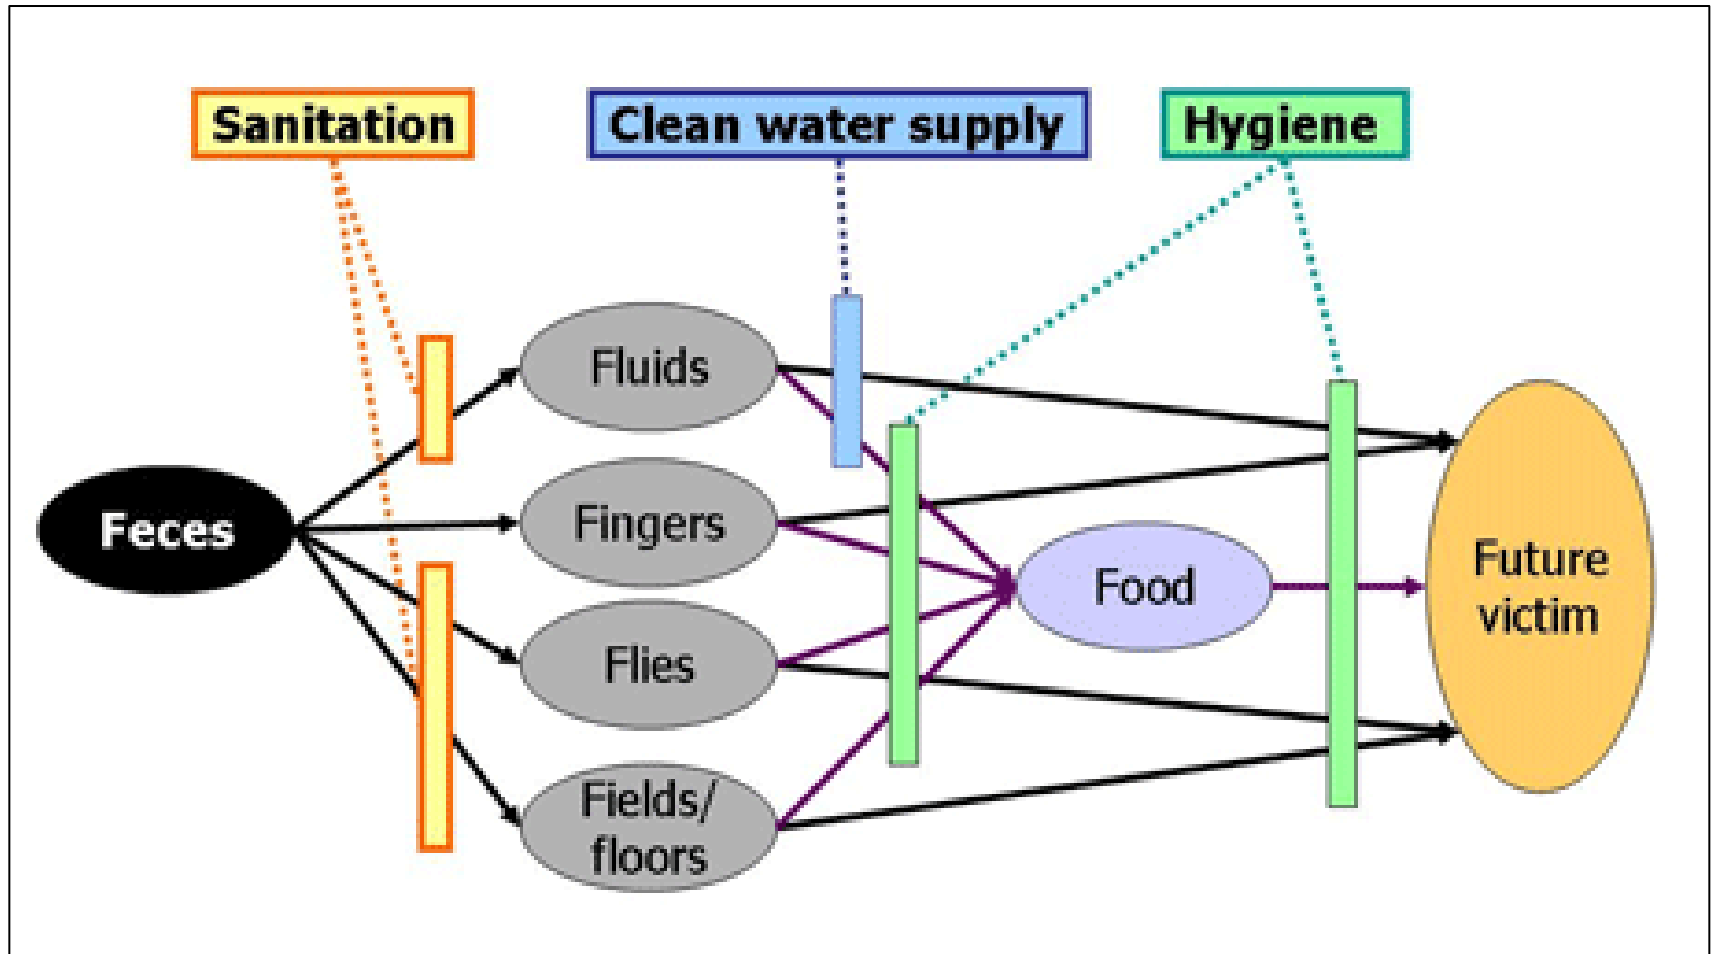 Sanitation
Clean water supply
Hygiene
Fluids
Feces
Fingers
Food
Future
victim
Flies
Fields/
floors